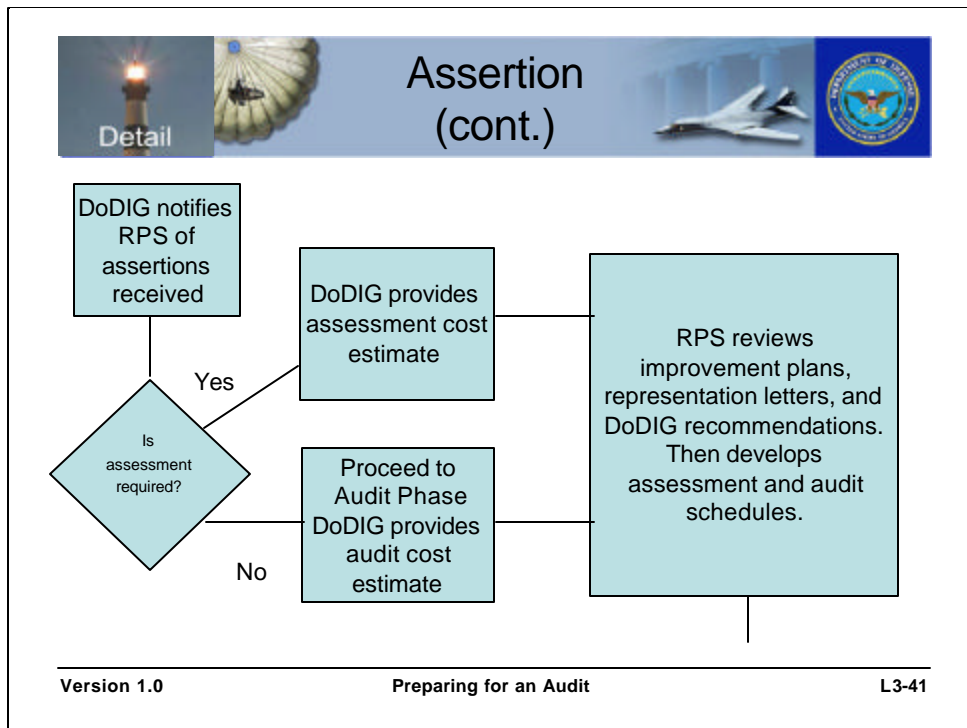 Detail
Assertion
(cont.)
DoDIG notifies
RPS of
assertions
received
DoDIG provides
assessment cost
estimate
Yes
Is
assessment
required?
No
Proceed to
Audit Phase
DoDIG provides
audit cost
estimate
RPS reviews
improvement plans,
representation letters, and
DoDIG recommendations.
Then develops
assessment and audit
schedules.
Version 1.0
Preparing for an Audit
L3-41